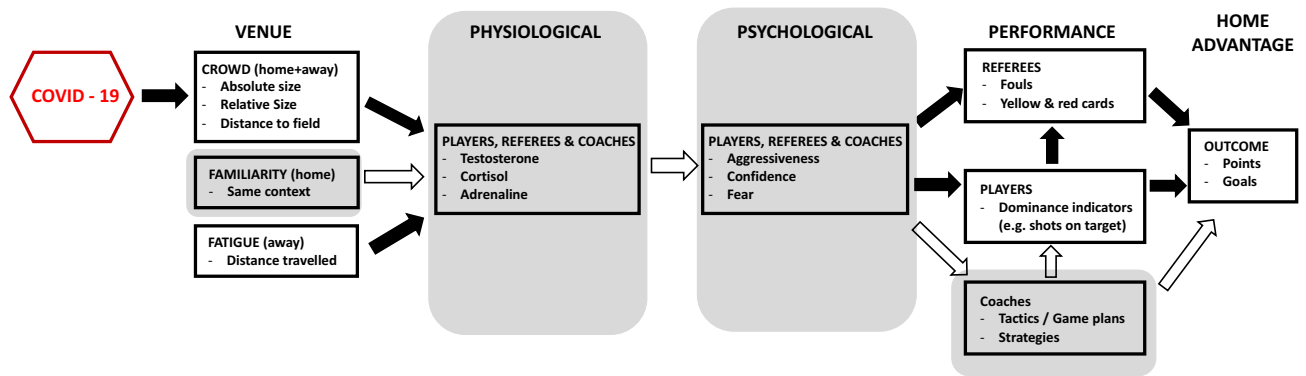 COVID - 19
VENUE
CROWD (home+away)
- Absolute size
- Relative Size
- Distance to field
FAMILIARITY (home)
- Same context
FATIGUE (away)
- Distance travelled
PHYSIOLOGICAL
PLAYERS, REFEREES & COACHES
- Testosterone
- Cortisol
- Adrenaline
PSYCHOLOGICAL
PLAYERS, REFEREES & COACHES
- Aggressiveness
- Confidence
- Fear
PERFORMANCE
REFEREES
- Fouls
- Yellow & red cards
PLAYERS
- Dominance indicators
(e.g. shots on target)
Coaches
- Tactics / Game plans
- Strategies
HOME
ADVANTAGE
OUTCOME
- Points
- Goals